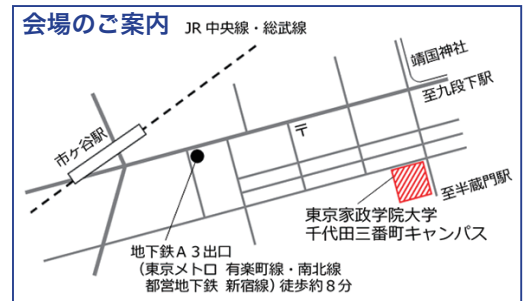 会場のご案内
JR 中央線・総武線
靖国神社
至九段下駅
市ヶ谷駅
〒
至半蔵門駅
東京家政学院大学
千代田三番町キャンパス
地下鉄A3出口
(東京メトロ 有楽町線・南北線
都営地下鉄 新宿線)徒歩約8分